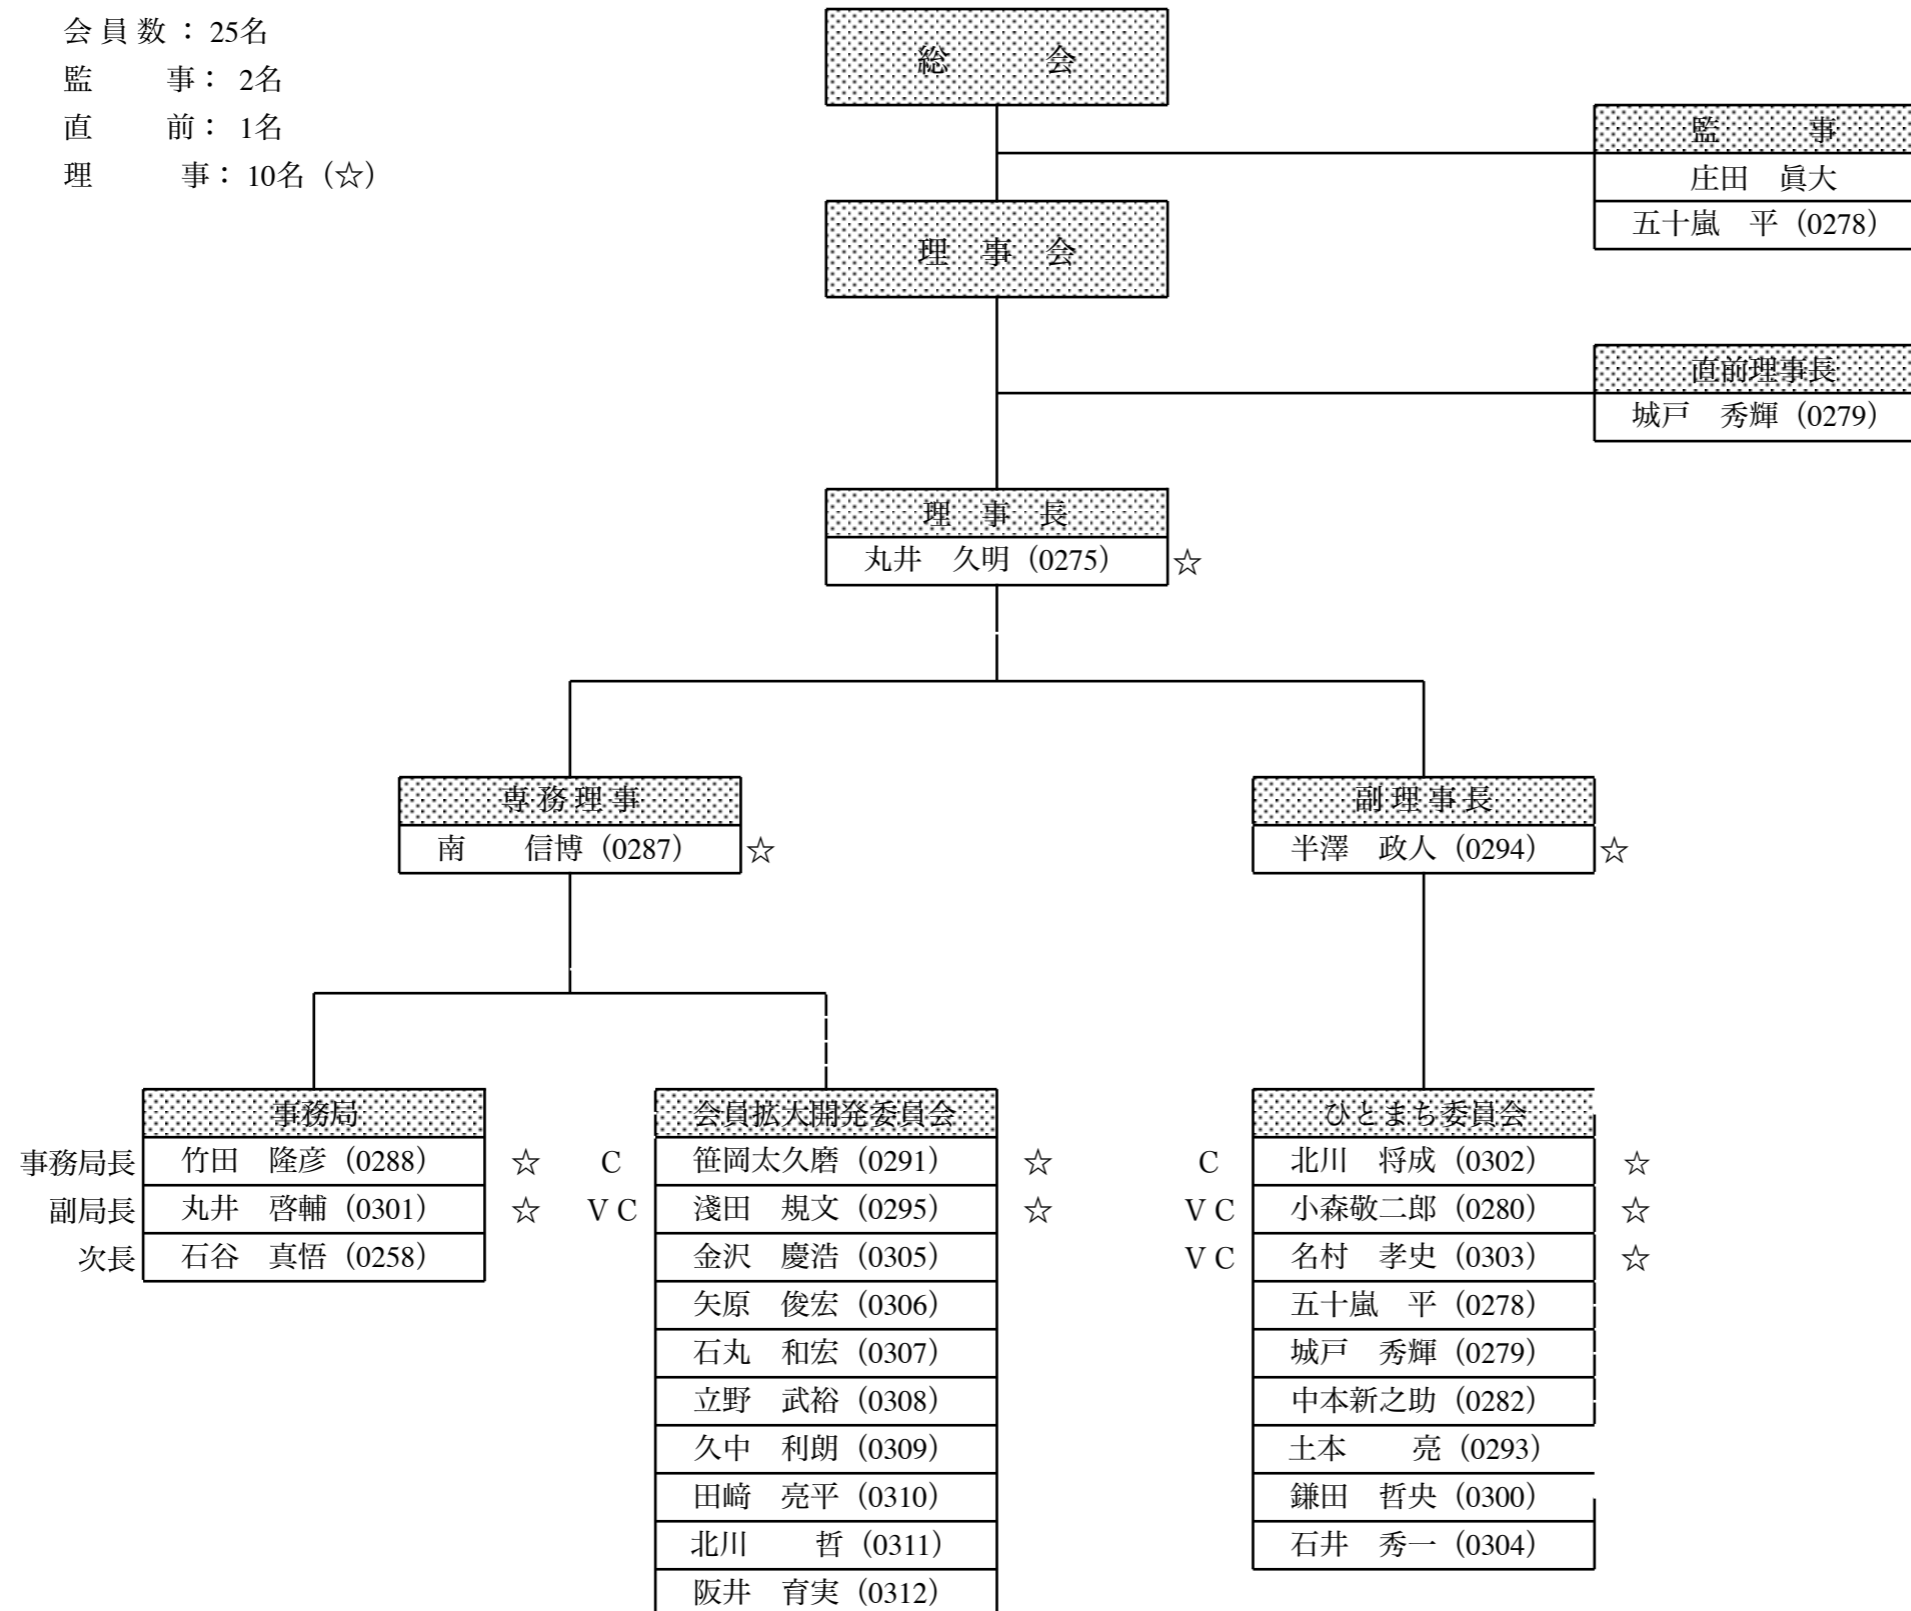 会 員 数 ： 25名
監　　事： 2名
直　　前： 1名
理　　事： 10名（☆）
総　　会
監　　事
庄田　眞大
五十嵐　平（0278）
理　事　会
直前理事長
城戸　秀輝（0279）
理　事　長
丸井　久明（0275） ☆
専 務 理 事
南　　信博（0287） ☆
副 理 事 長
半澤　政人（0294） ☆
事務局
事務局長 竹田　隆彦（0288） ☆
副局長 丸井　啓輔（0301） ☆
次長 石谷　真悟（0258）
会員拡大開発委員会
C 笹岡太久磨（0291） ☆
V C 淺田　規文（0295） ☆
金沢　慶浩（0305）
矢原　俊宏（0306）
石丸　和宏（0307）
立野　武裕（0308）
久中　利朗（0309）
田﨑　亮平（0310）
北川　　哲（0311）
阪井　育実（0312）
ひとまち委員会
C 北川　将成（0302） ☆
V C 小森敬二郎（0280） ☆
V C 名村　孝史（0303） ☆
五十嵐　平（0278）
城戸　秀輝（0279）
中本新之助（0282）
土本　　亮（0293）
鎌田　哲央（0300）
石井　秀一（0304）